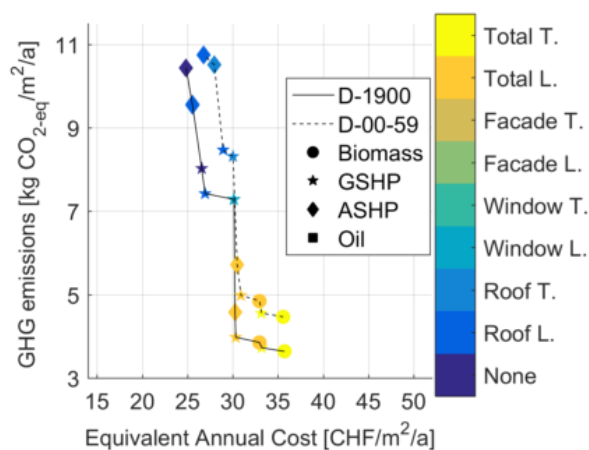 11
9
7
5
3
GHG emissions [kg CO2-eq/m²/a]
15 20 25 30 35 40 45 50
Equivalent Annual Cost [CHF/m²/a]
D-1900
D-00-59
Biomass
GSHP
ASHP
Oil
Total T.
Total L.
Facade T.
Facade L.
Window T.
Window L.
Roof T.
Roof L.
None